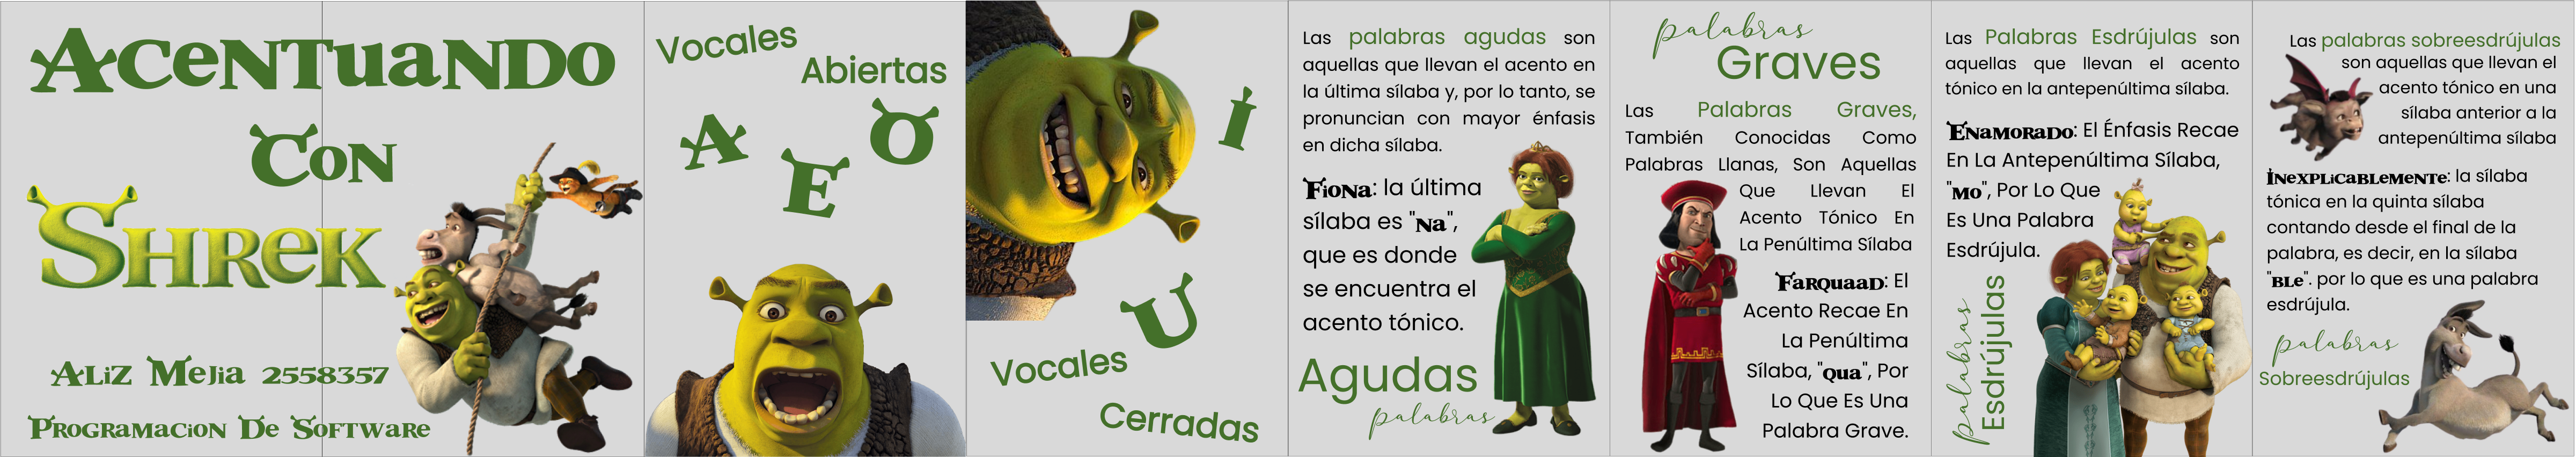 Acentuando
Con
Shrek
Aliz Mejia 2558357
Programacion De Software
Vocales
Abiertas
A
E
O
I
U
Vocales
Cerradas
Las palabras agudas son
aquellas que llevan el acento en
la última sílaba y, por lo tanto, se
pronuncian con mayor énfasis
en dicha sílaba.
Fiona: la última
sílaba es "Na",
que es donde
se encuentra el
acento tónico.
Agudas
palabras
palabras
Graves
Las Palabras Graves,
También Conocidas Como
Palabras Llanas, Son Aquellas
Que Llevan El
Acento Tónico En
La Penúltima Sílaba
Farquaad: El
Acento Recae En
La Penúltima
Sílaba, "Qua", Por
Lo Que Es Una
Palabra Grave.
Las Palabras Esdrújulas son
aquellas que llevan el acento
tónico en la antepenúltima sílaba.
Enamorado: El Énfasis Recae
En La Antepenúltima Sílaba,
"Mo", Por Lo Que
Es Una Palabra
Esdrújula.
palabras
Esdrújulas
Las palabras sobreesdrújulas
son aquellas que llevan el
acento tónico en una
sílaba anterior a la
antepenúltima sílaba
Inexplicablemente: la sílaba
tónica en la quinta sílaba
contando desde el final de la
palabra, es decir, en la sílaba
"ble". por lo que es una palabra
esdrújula.
palabras
Sobreesdrújulas